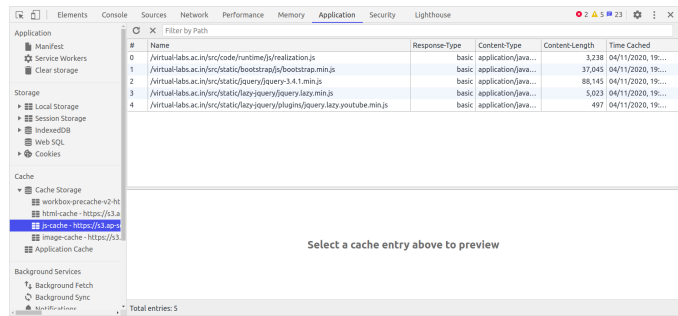 Elements Console Sources Network Performance Memory Application Security Lighthouse 2 5 23
Application
Manifest
Service Workers
Clear storage
Storage
Local Storage
Session Storage
IndexedDB
Web SQL
Cookies
Cache
Cache Storage
workbox-precache-v2-ht
html-cache - https://s3.a
js-cache - https://s3.ap-so
image-cache - https://s3.
Application Cache
Background Services
Background Fetch
Background Sync
Notifications
Filter by Path
# Name Response-Type Content-Type Content-Length Time Cached
0 /virtual-labs.ac.in/src/code/runtime/js/realization.js basic application/java... 3,238 04/11/2020, 19:...
1 /virtual-labs.ac.in/src/static/bootstrap/js/bootstrap.min.js basic application/java... 37,045 04/11/2020, 19:...
2 /virtual-labs.ac.in/src/static/jquery/jquery-3.4.1.min.js basic application/java... 88,145 04/11/2020, 19:...
3 /virtual-labs.ac.in/src/static/lazy-jquery/jquery.lazy.min.js basic application/java... 5,023 04/11/2020, 19:...
4 /virtual-labs.ac.in/src/static/lazy-jquery/plugins/jquery.lazy.youtube.min.js basic application/java... 497 04/11/2020, 19:...
Select a cache entry above to preview
Total entries: 5